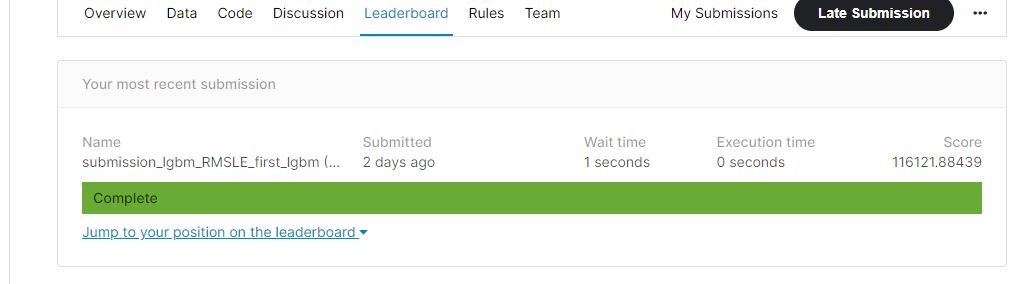 Overview Data Code Discussion Leaderboard Rules Team My Submissions Late Submission ...
Your most recent submission
Name Submitted Wait time Execution time Score
submission_lgbm_RMSLE_first_lgbm (... 2 days ago 1 seconds 0 seconds 116121.88439
Complete
Jump to your position on the leaderboard